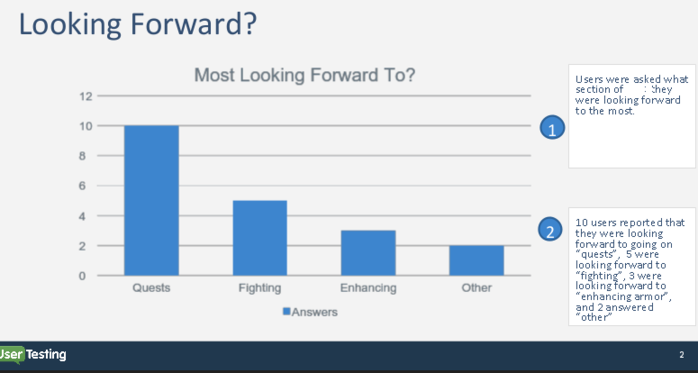 Looking Forward?
Most Looking Forward To?
12
10
8
6
4
2
0
Quests
Fighting
Enhancing
Other
Answers
1
Users were asked what
section of they
were looking forward
to the most.
2
10 users reported that
they were looking
forward to going on
“quests”, 5 were
looking forward to
“fighting”, 3 were
looking forward to
“enhancing armor”,
and 2 answered
“other”
User Testing
2